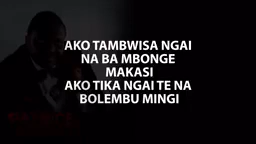 AKO TAMBWISA NGAI
NA BA MBONGE
MAKASI
AKO TIKA NGAI TE NA
BOLEMBU MINGI